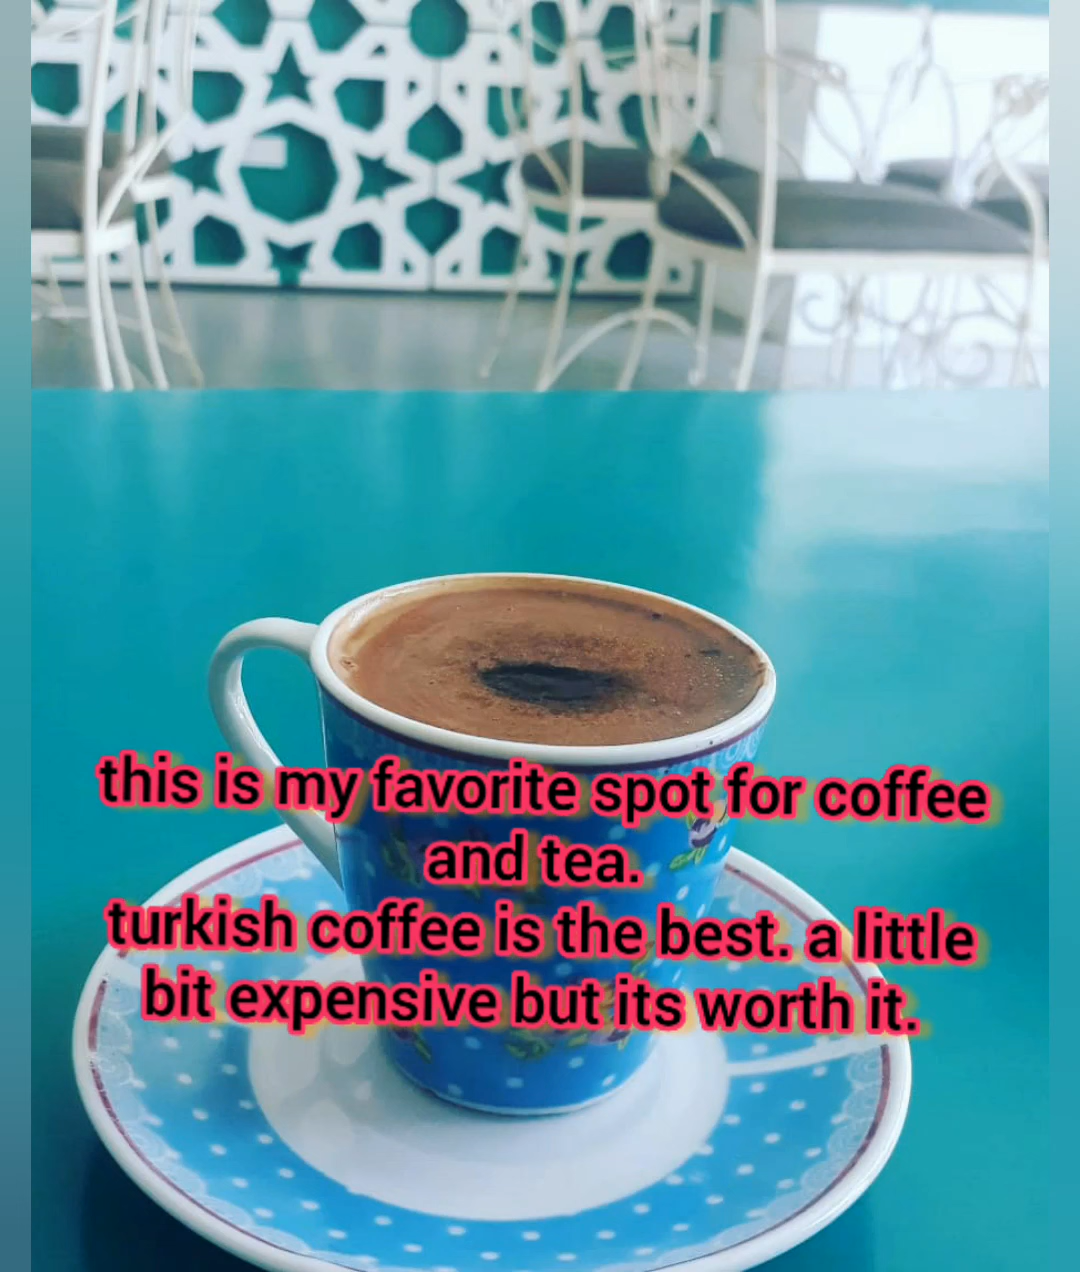 this is my favorite spot for coffee
and tea.
turkish coffee is the best. a little
bit expensive but its worth it.